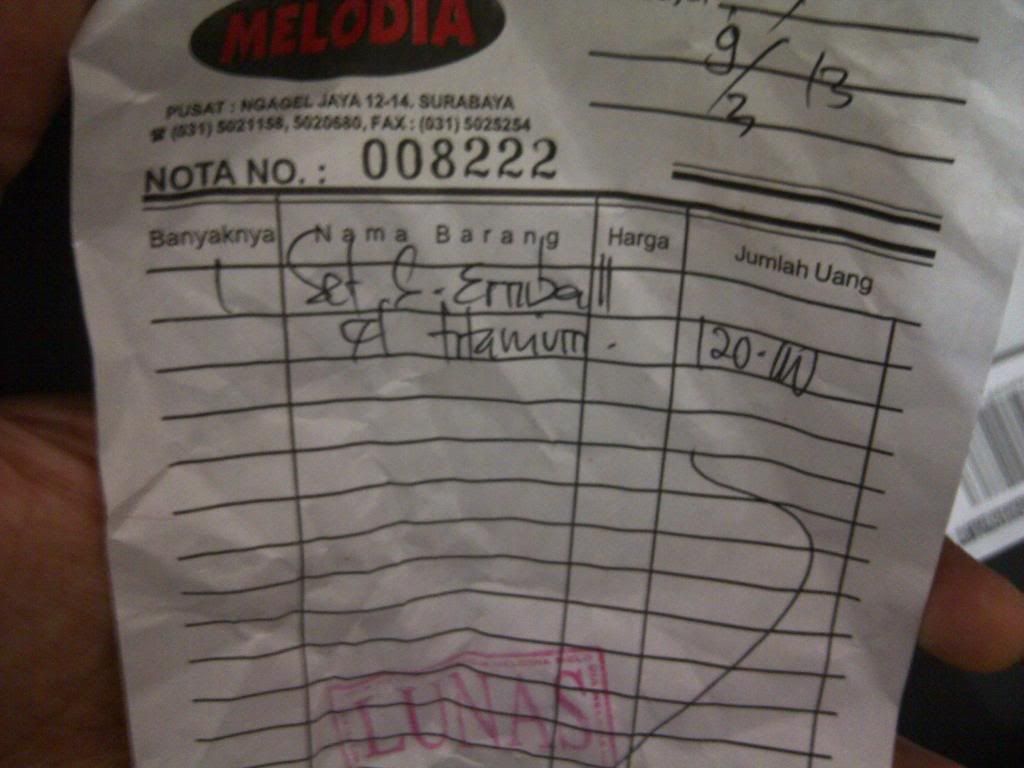 MELODIA
9/2 13
PUSAT : NGAGEL JAYA 12-14, SURABAYA
☎ (031) 5021158, 5020680, FAX : (031) 5025254
NOTA NO. : 008222
Banyaknya Nama Barang Harga Jumlah Uang
1 Set E. Erniball
titanium. 120.
LUNAS